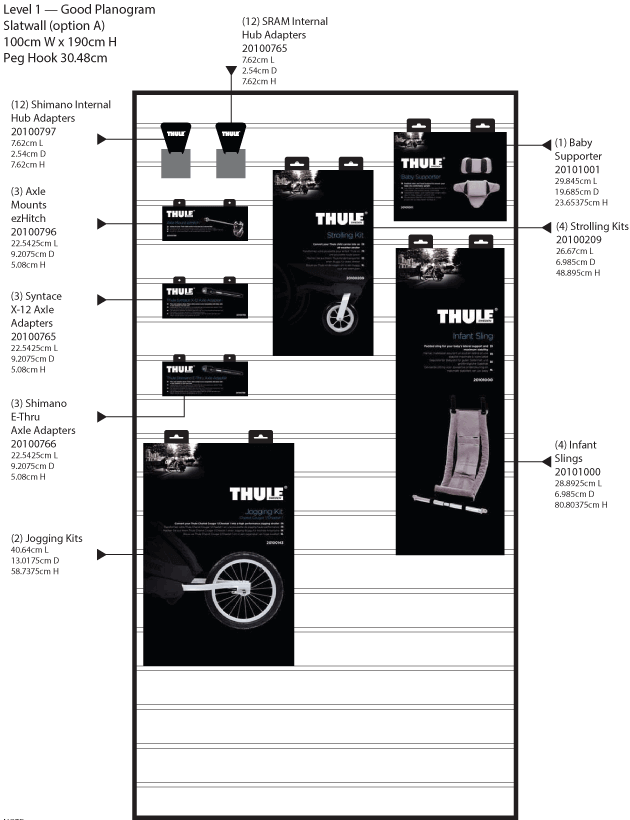 Level 1 — Good Planogram
Slatwall (option A)
100cm W x 190cm H
Peg Hook 30.48cm
(12) SRAM Internal
Hub Adapters
20100765
7.62cm L
2.54cm D
7.62cm H
(12) Shimano Internal
Hub Adapters
20100797
7.62cm L
2.54cm D
7.62cm H
(3) Axle
Mounts
ezHitch
20100796
22.5425cm L
9.2075cm D
5.08cm H
(3) Syntace
X-12 Axle
Adapters
20100765
22.5425cm L
9.2075cm D
5.08cm H
(3) Shimano
E-Thru
Axle Adapters
20100766
22.5425cm L
9.2075cm D
5.08cm H
(2) Jogging Kits
40.64cm L
13.0175cm D
58.7375cm H
THULE
THULE
THULE
THULE
THULE
THULE
Strolling Kit
THULE
Baby Supporter
THULE
Infant Sling
THULE
Jogging Kit
(1) Baby
Supporter
20101001
29.845cm L
19.685cm D
23.65375cm H
(4) Strolling Kits
20100209
26.67cm L
6.985cm D
48.895cm H
(4) Infant
Slings
20101000
28.8925cm L
6.985cm D
80.80375cm H